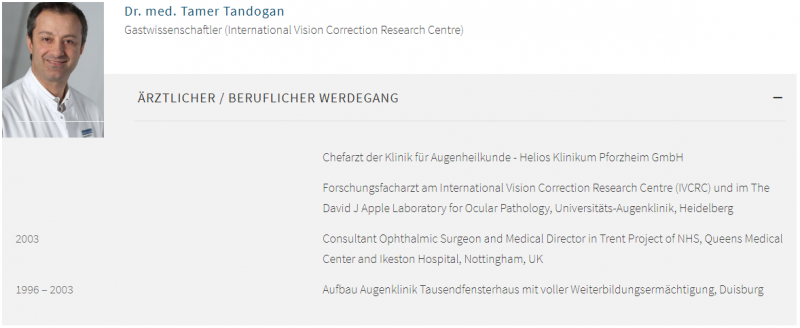 Dr. med. Tamer Tandogan
Gastwissenschaftler (International Vision Correction Research Centre)
ÄRZTLICHER / BERUFLICHER WERDEGANG
Chefarzt der Klinik für Augenheilkunde - Helios Klinikum Pforzheim GmbH
Forschungsfacharzt am International Vision Correction Research Centre (IVCRC) und im The
David J Apple Laboratory for Ocular Pathology, Universitäts-Augenklinik, Heidelberg
2003 Consultant Ophthalmic Surgeon and Medical Director in Trent Project of NHS, Queens Medical
Center and Ikeston Hospital, Nottingham, UK
1996 – 2003 Aufbau Augenklinik Tausendfensterhaus mit voller Weiterbildungsermächtigung, Duisburg